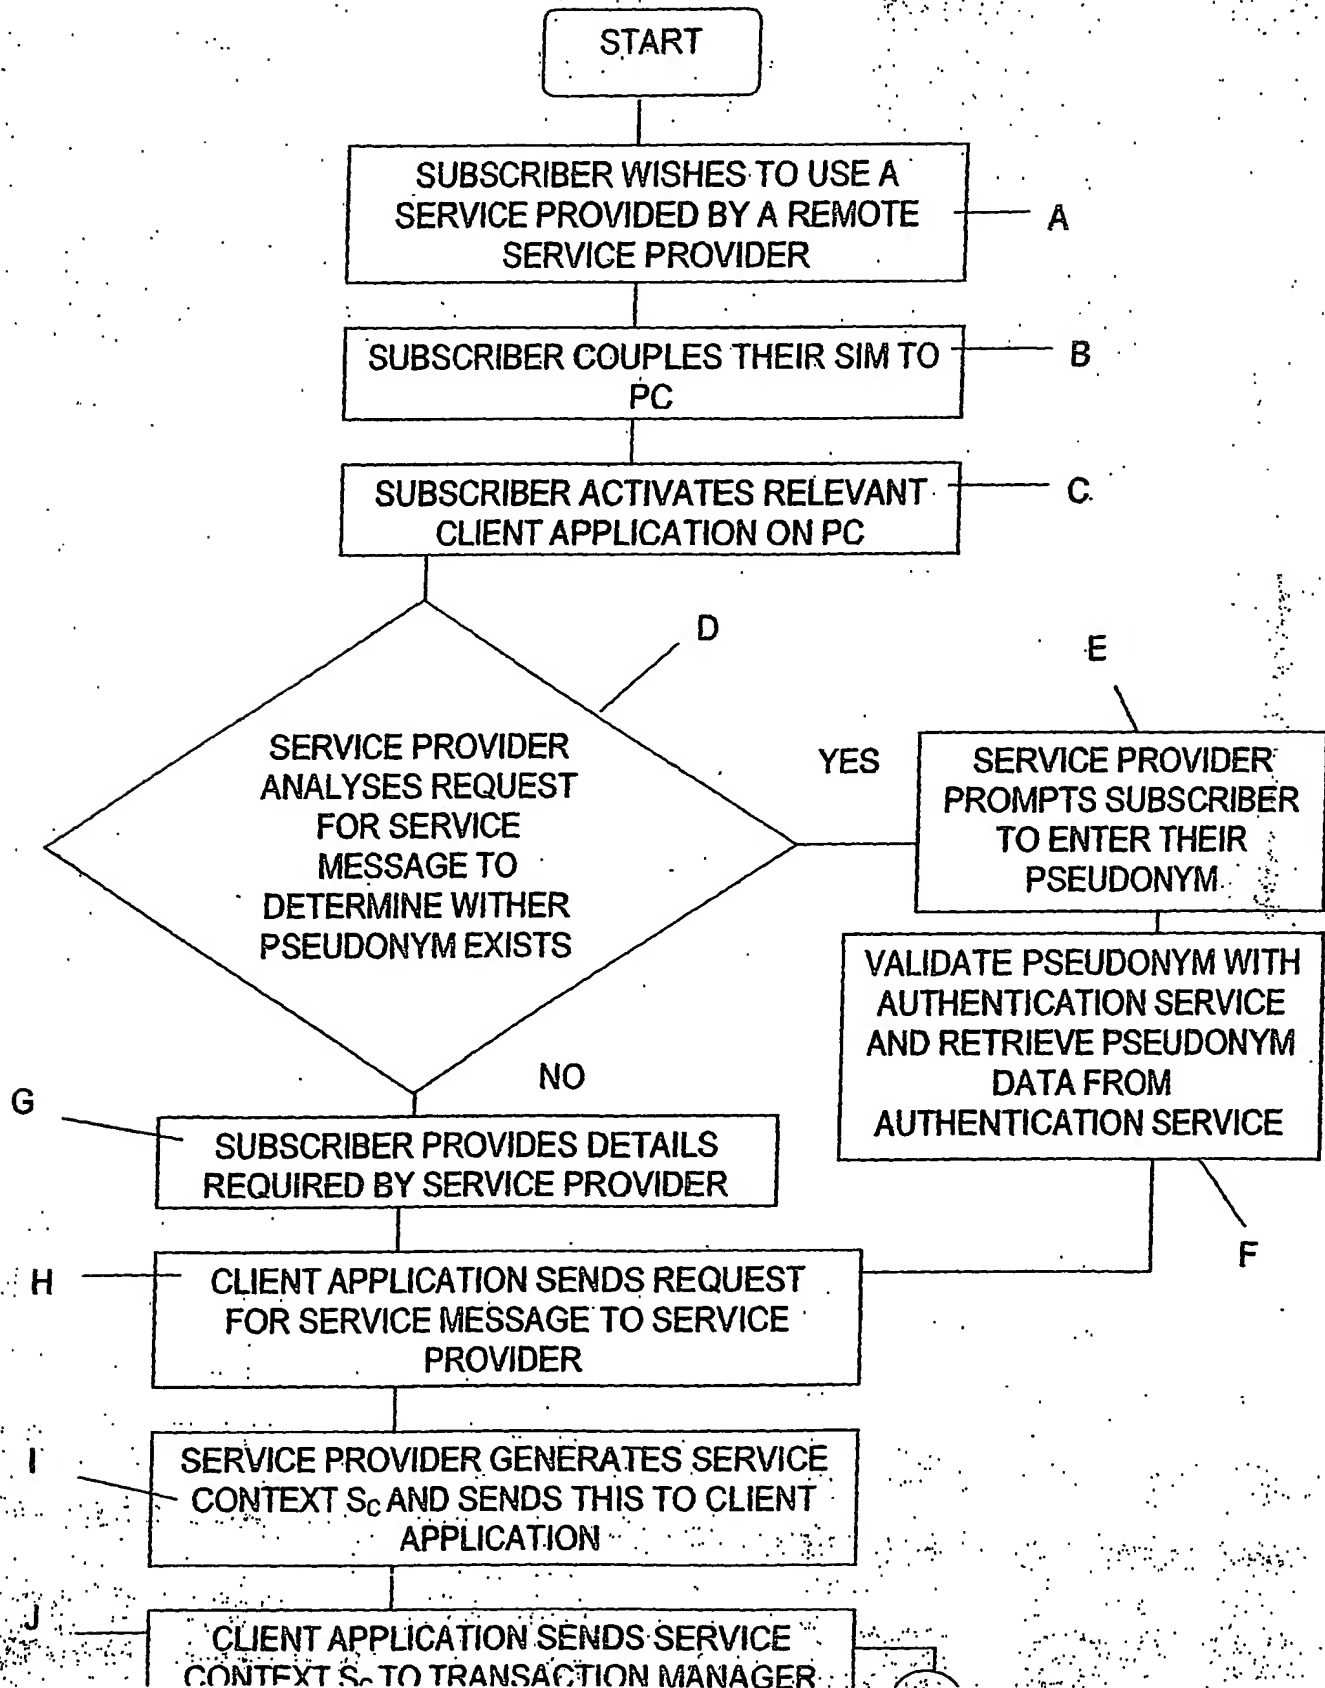 START
SUBSCRIBER WISHES TO USE A
SERVICE PROVIDED BY A REMOTE
SERVICE PROVIDER
A
SUBSCRIBER COUPLES THEIR SIM TO
PC
B
SUBSCRIBER ACTIVATES RELEVANT
CLIENT APPLICATION ON PC
C
D
SERVICE PROVIDER
ANALYSES REQUEST
FOR SERVICE
MESSAGE TO
DETERMINE WITHER
PSEUDONYM EXISTS
YES
E
SERVICE PROVIDER
PROMPTS SUBSCRIBER
TO ENTER THEIR
PSEUDONYM
VALIDATE PSEUDONYM WITH
AUTHENTICATION SERVICE
AND RETRIEVE PSEUDONYM
DATA FROM
AUTHENTICATION SERVICE
F
NO
G
SUBSCRIBER PROVIDES DETAILS
REQUIRED BY SERVICE PROVIDER
H
CLIENT APPLICATION SENDS REQUEST
FOR SERVICE MESSAGE TO SERVICE
PROVIDER
I
SERVICE PROVIDER GENERATES SERVICE
CONTEXT SC AND SENDS THIS TO CLIENT
APPLICATION
J
CLIENT APPLICATION SENDS SERVICE
CONTEXT SC TO TRANSACTION MANAGER